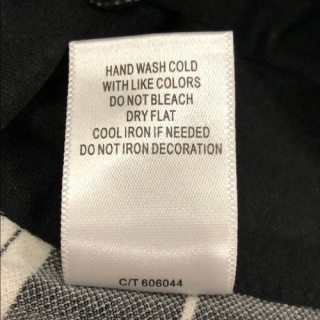 HAND WASH COLD
WITH LIKE COLORS
DO NOT BLEACH
DRY FLAT
COOL IRON IF NEEDED
DO NOT IRON DECORATION
C/T 606044